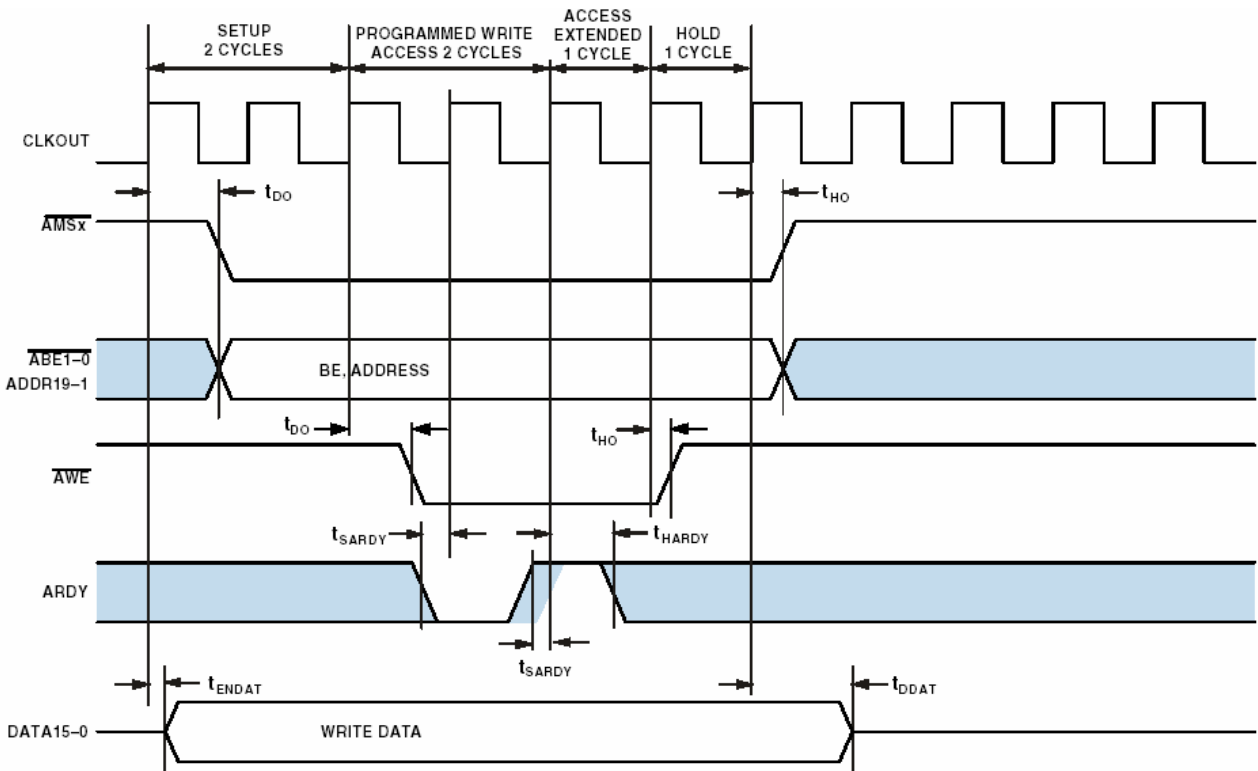 SETUP
2 CYCLES
PROGRAMMED WRITE
ACCESS 2 CYCLES
ACCESS
EXTENDED
1 CYCLE
HOLD
1 CYCLE
CLKOUT
tDO
tHO
AMSx
ABE1–0
ADDR19–1
BE, ADDRESS
tDO
tHO
AWE
tSARDY
tHARDY
ARDY
tSARDY
tENDAT
tDDAT
DATA15–0
WRITE DATA